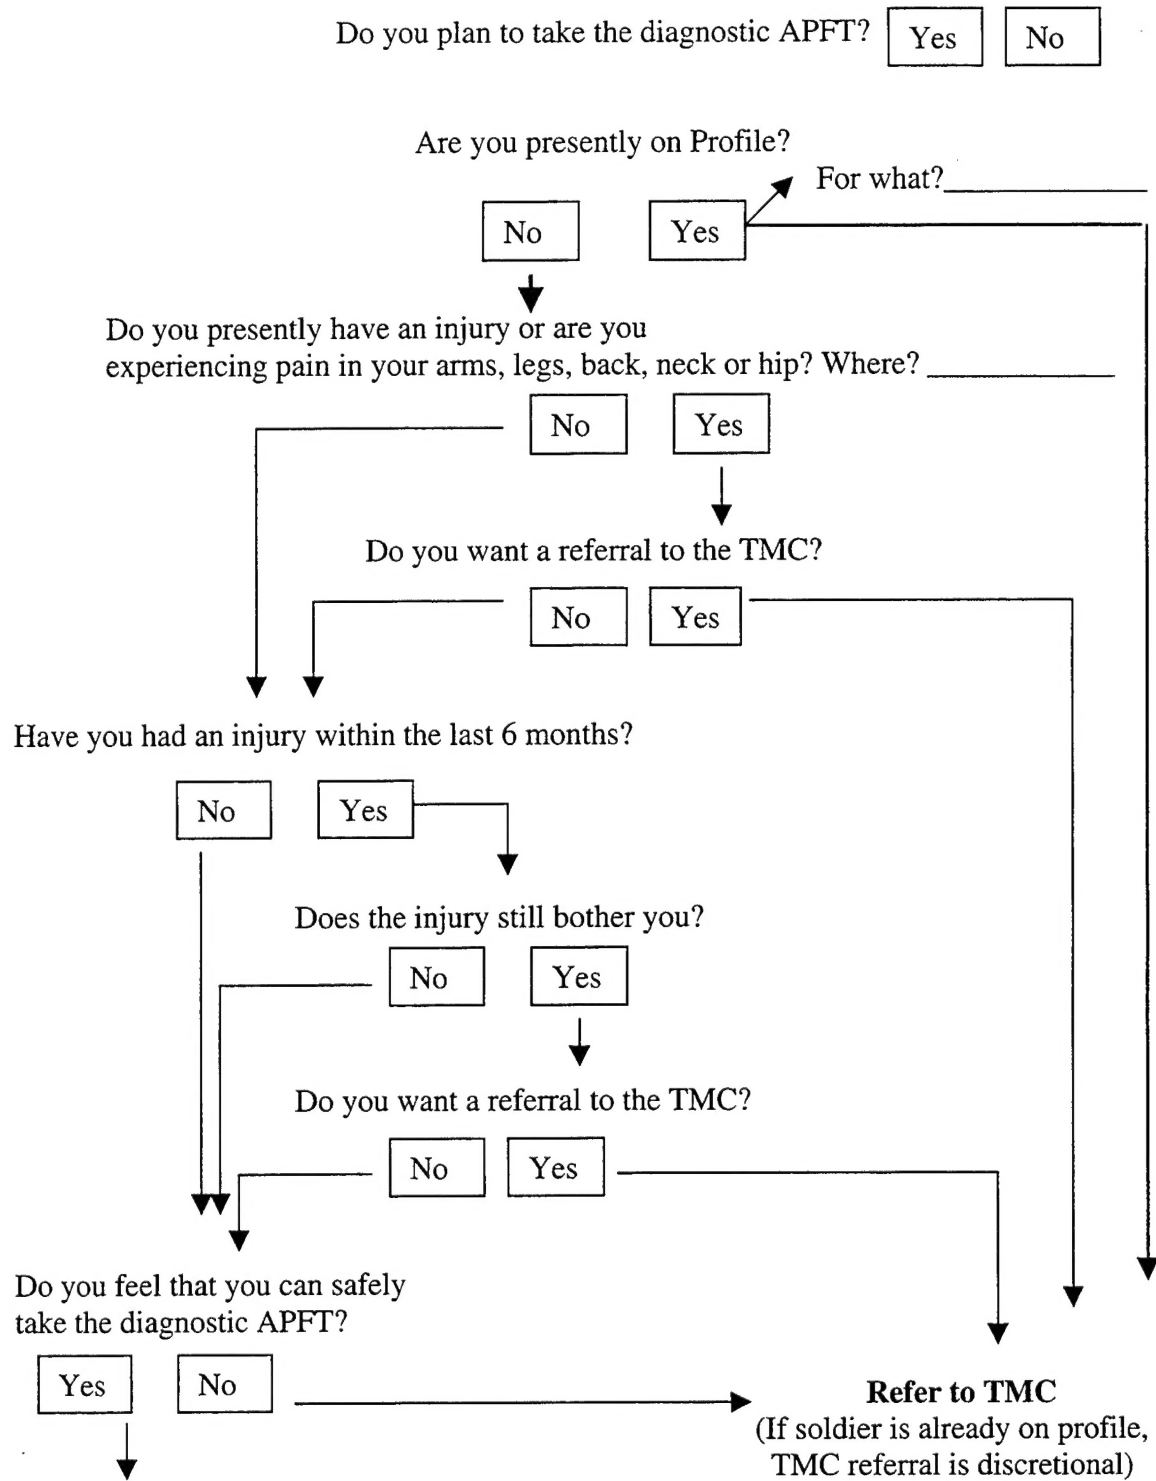 Do you plan to take the diagnostic APFT? Yes No
Are you presently on Profile?
For what?
No Yes
Do you presently have an injury or are you
experiencing pain in your arms, legs, back, neck or hip? Where?
No Yes
Do you want a referral to the TMC?
No Yes
Have you had an injury within the last 6 months?
No Yes
Does the injury still bother you?
No Yes
Do you want a referral to the TMC?
No Yes
Do you feel that you can safely
take the diagnostic APFT?
Yes No
Refer to TMC
(If soldier is already on profile,
TMC referral is discretional)